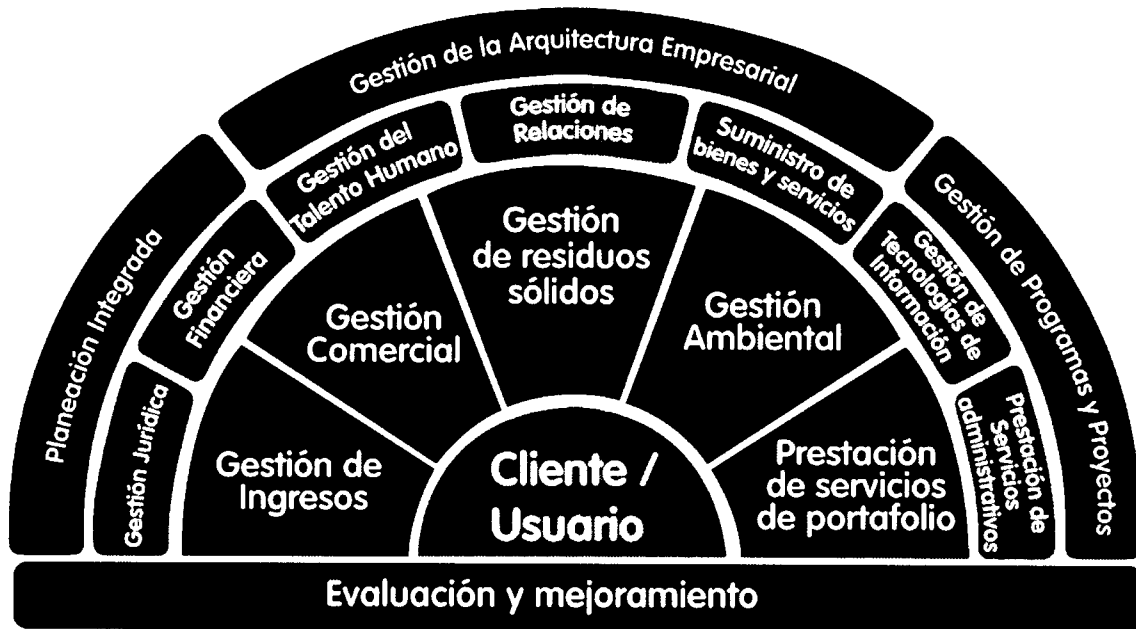 Gestión de la Arquitectura Empresarial
Planeación Integrada
Gestión de Programas y Proyectos
Gestión Jurídica
Gestión
Financiera
Gestión del
Talento Humano
Gestión de
Relaciones
Suministro de
bienes y servicios
Gestión de
Tecnologías de
Información
Prestación de
Servicios
administrativos
Gestión de
Ingresos
Gestión
Comercial
Gestión
de residuos
sólidos
Gestión
Ambiental
Prestación
de servicios
de portafolio
Cliente /
Usuario
Evaluación y mejoramiento